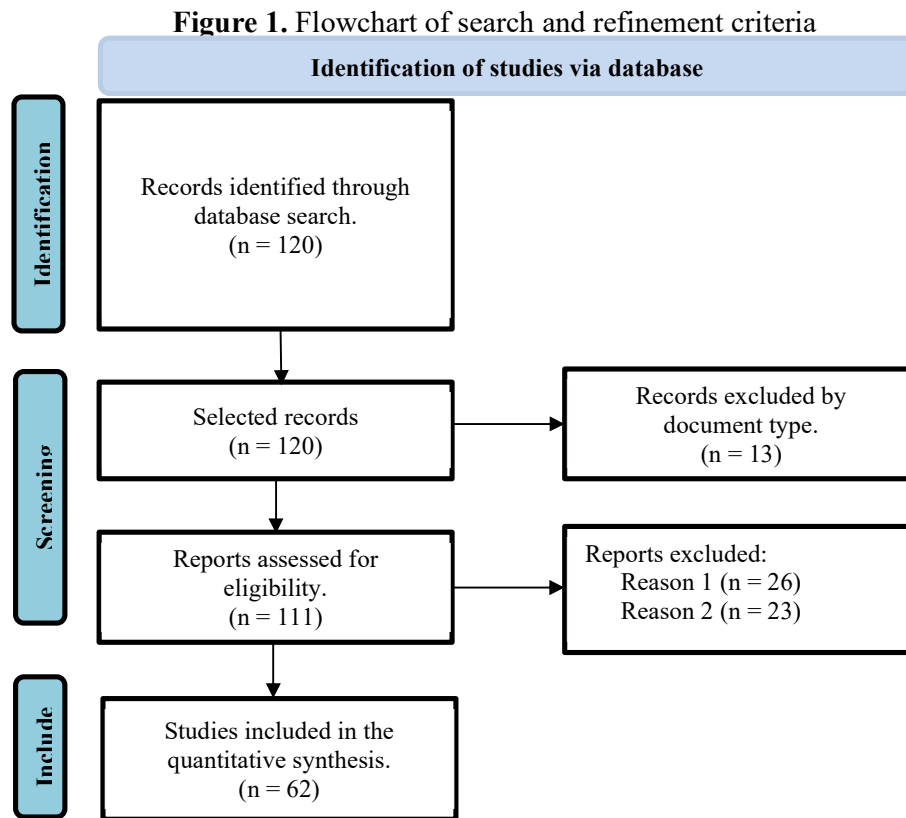 Figure 1. Flowchart of search and refinement criteria
Identification of studies via database
Identification
Records identified through
database search.
(n = 120)
Screening
Selected records
(n = 120)
Records excluded by
document type.
(n = 13)
Reports assessed for
eligibility.
(n = 111)
Reports excluded:
Reason 1 (n = 26)
Reason 2 (n = 23)
Include
Studies included in the
quantitative synthesis.
(n = 62)